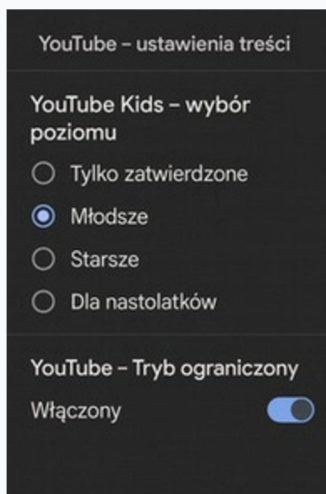 YouTube – ustawienia treści
YouTube Kids – wybór
poziomu
Tylko zatwierdzone
Młodsze
Starsze
Dla nastolatków
YouTube – Tryb ograniczony
Włączony